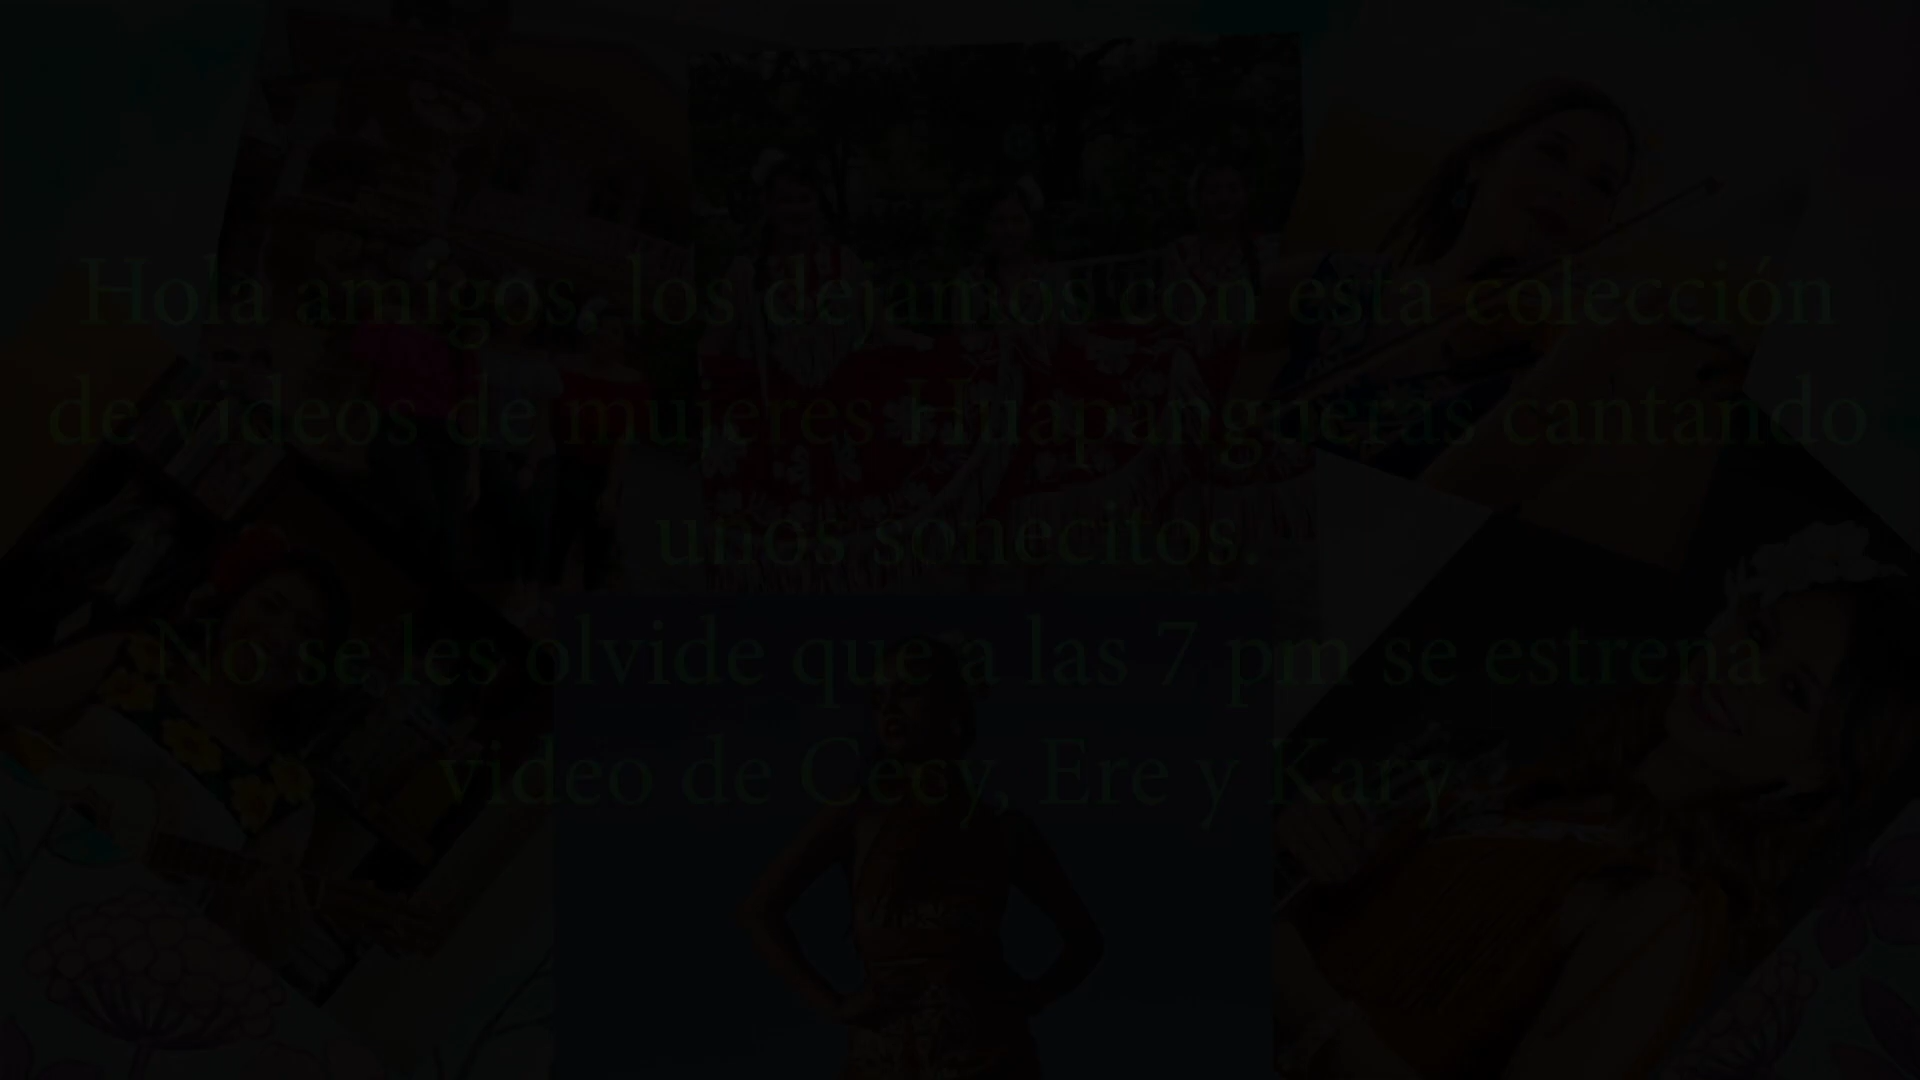 Hola amigos, los dejamos con esta colección
de videos de mujeres Huapangueras cantando
unos sonecitos.
No se les olvide que a las 7 pm se estrena
video de Cecy, Ere y Kary